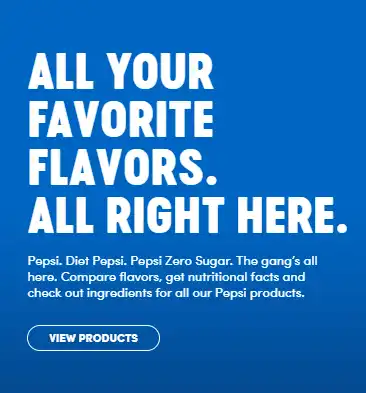 ALL YOUR
FAVORITE
FLAVORS.
ALL RIGHT HERE.
Pepsi. Diet Pepsi. Pepsi Zero Sugar. The gang's all
here. Compare flavors, get nutritional facts and
check out ingredients for all our Pepsi products.
VIEW PRODUCTS